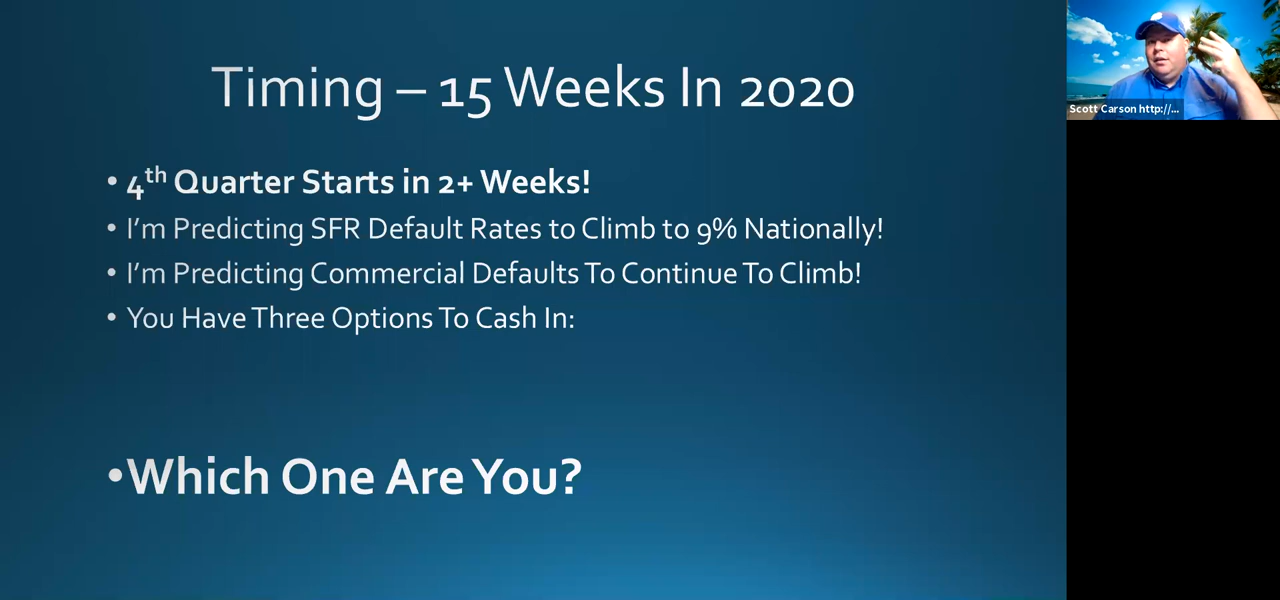 Timing – 15 Weeks In 2020
• 4th Quarter Starts in 2+ Weeks!
• I'm Predicting SFR Default Rates to Climb to 9% Nationally!
• I'm Predicting Commercial Defaults To Continue To Climb!
• You Have Three Options To Cash In:
•Which One Are You?
Scott Carson http://...